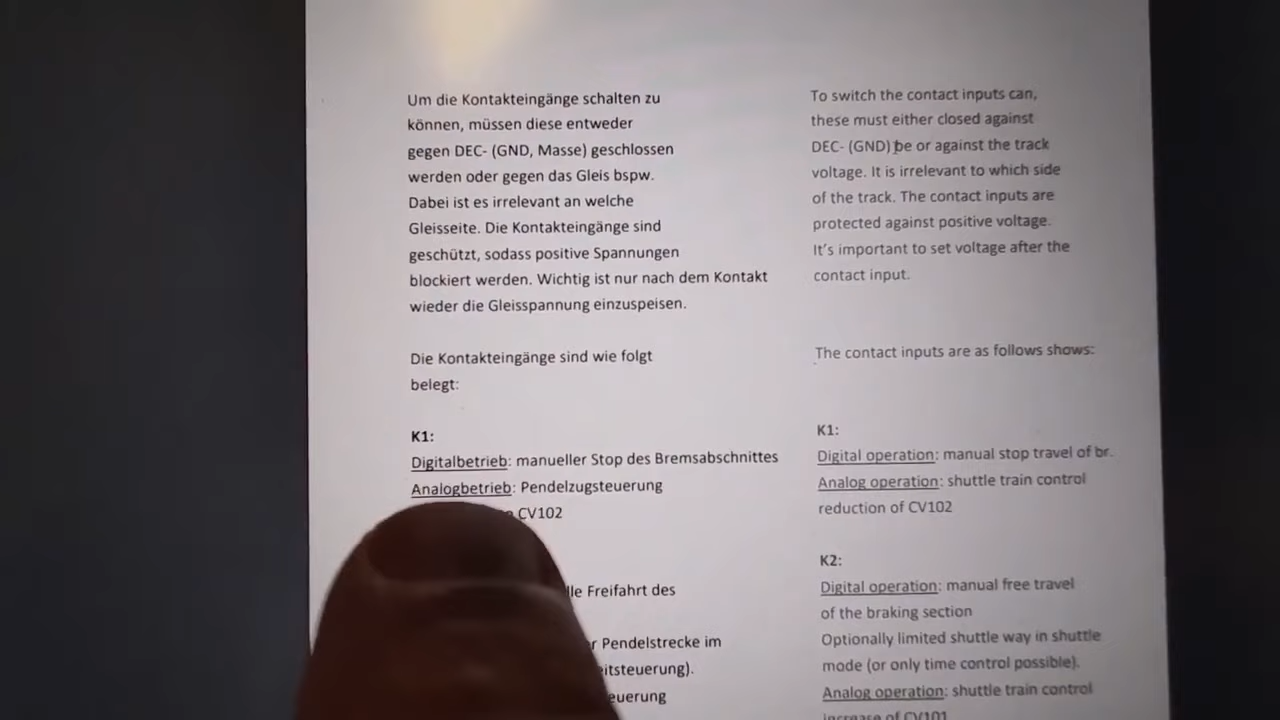 Um die Kontakteingänge schalten zu
können, müssen diese entweder
gegen DEC- (GND, Masse) geschlossen
werden oder gegen das Gleis bspw.
Dabei ist es irrelevant an welche
Gleisseite. Die Kontakteingänge sind
geschützt, sodass positive Spannungen
blockiert werden. Wichtig ist nur nach dem Kontakt
wieder die Gleisspannung einzuspeisen.
Die Kontakteingänge sind wie folgt
belegt:
K1:
Digitalbetrieb: manueller Stop des Bremsabschnittes
Analogbetrieb: Pendelzugsteuerung
CV102
Freifahrt des
Pendelstrecke im
To switch the contact inputs can,
these must either closed against
DEC- (GND) be or against the track
voltage. It is irrelevant to which side
of the track. The contact inputs are
protected against positive voltage.
It's important to set voltage after the
contact input.
The contact inputs are as follows shows:
K1:
Digital operation: manual stop travel of br.
Analog operation: shuttle train control
reduction of CV102
K2:
Digital operation: manual free travel
of the braking section
Optionally limited shuttle way in shuttle
mode (or only time control possible).
Analog operation: shuttle train control
increase of CV101